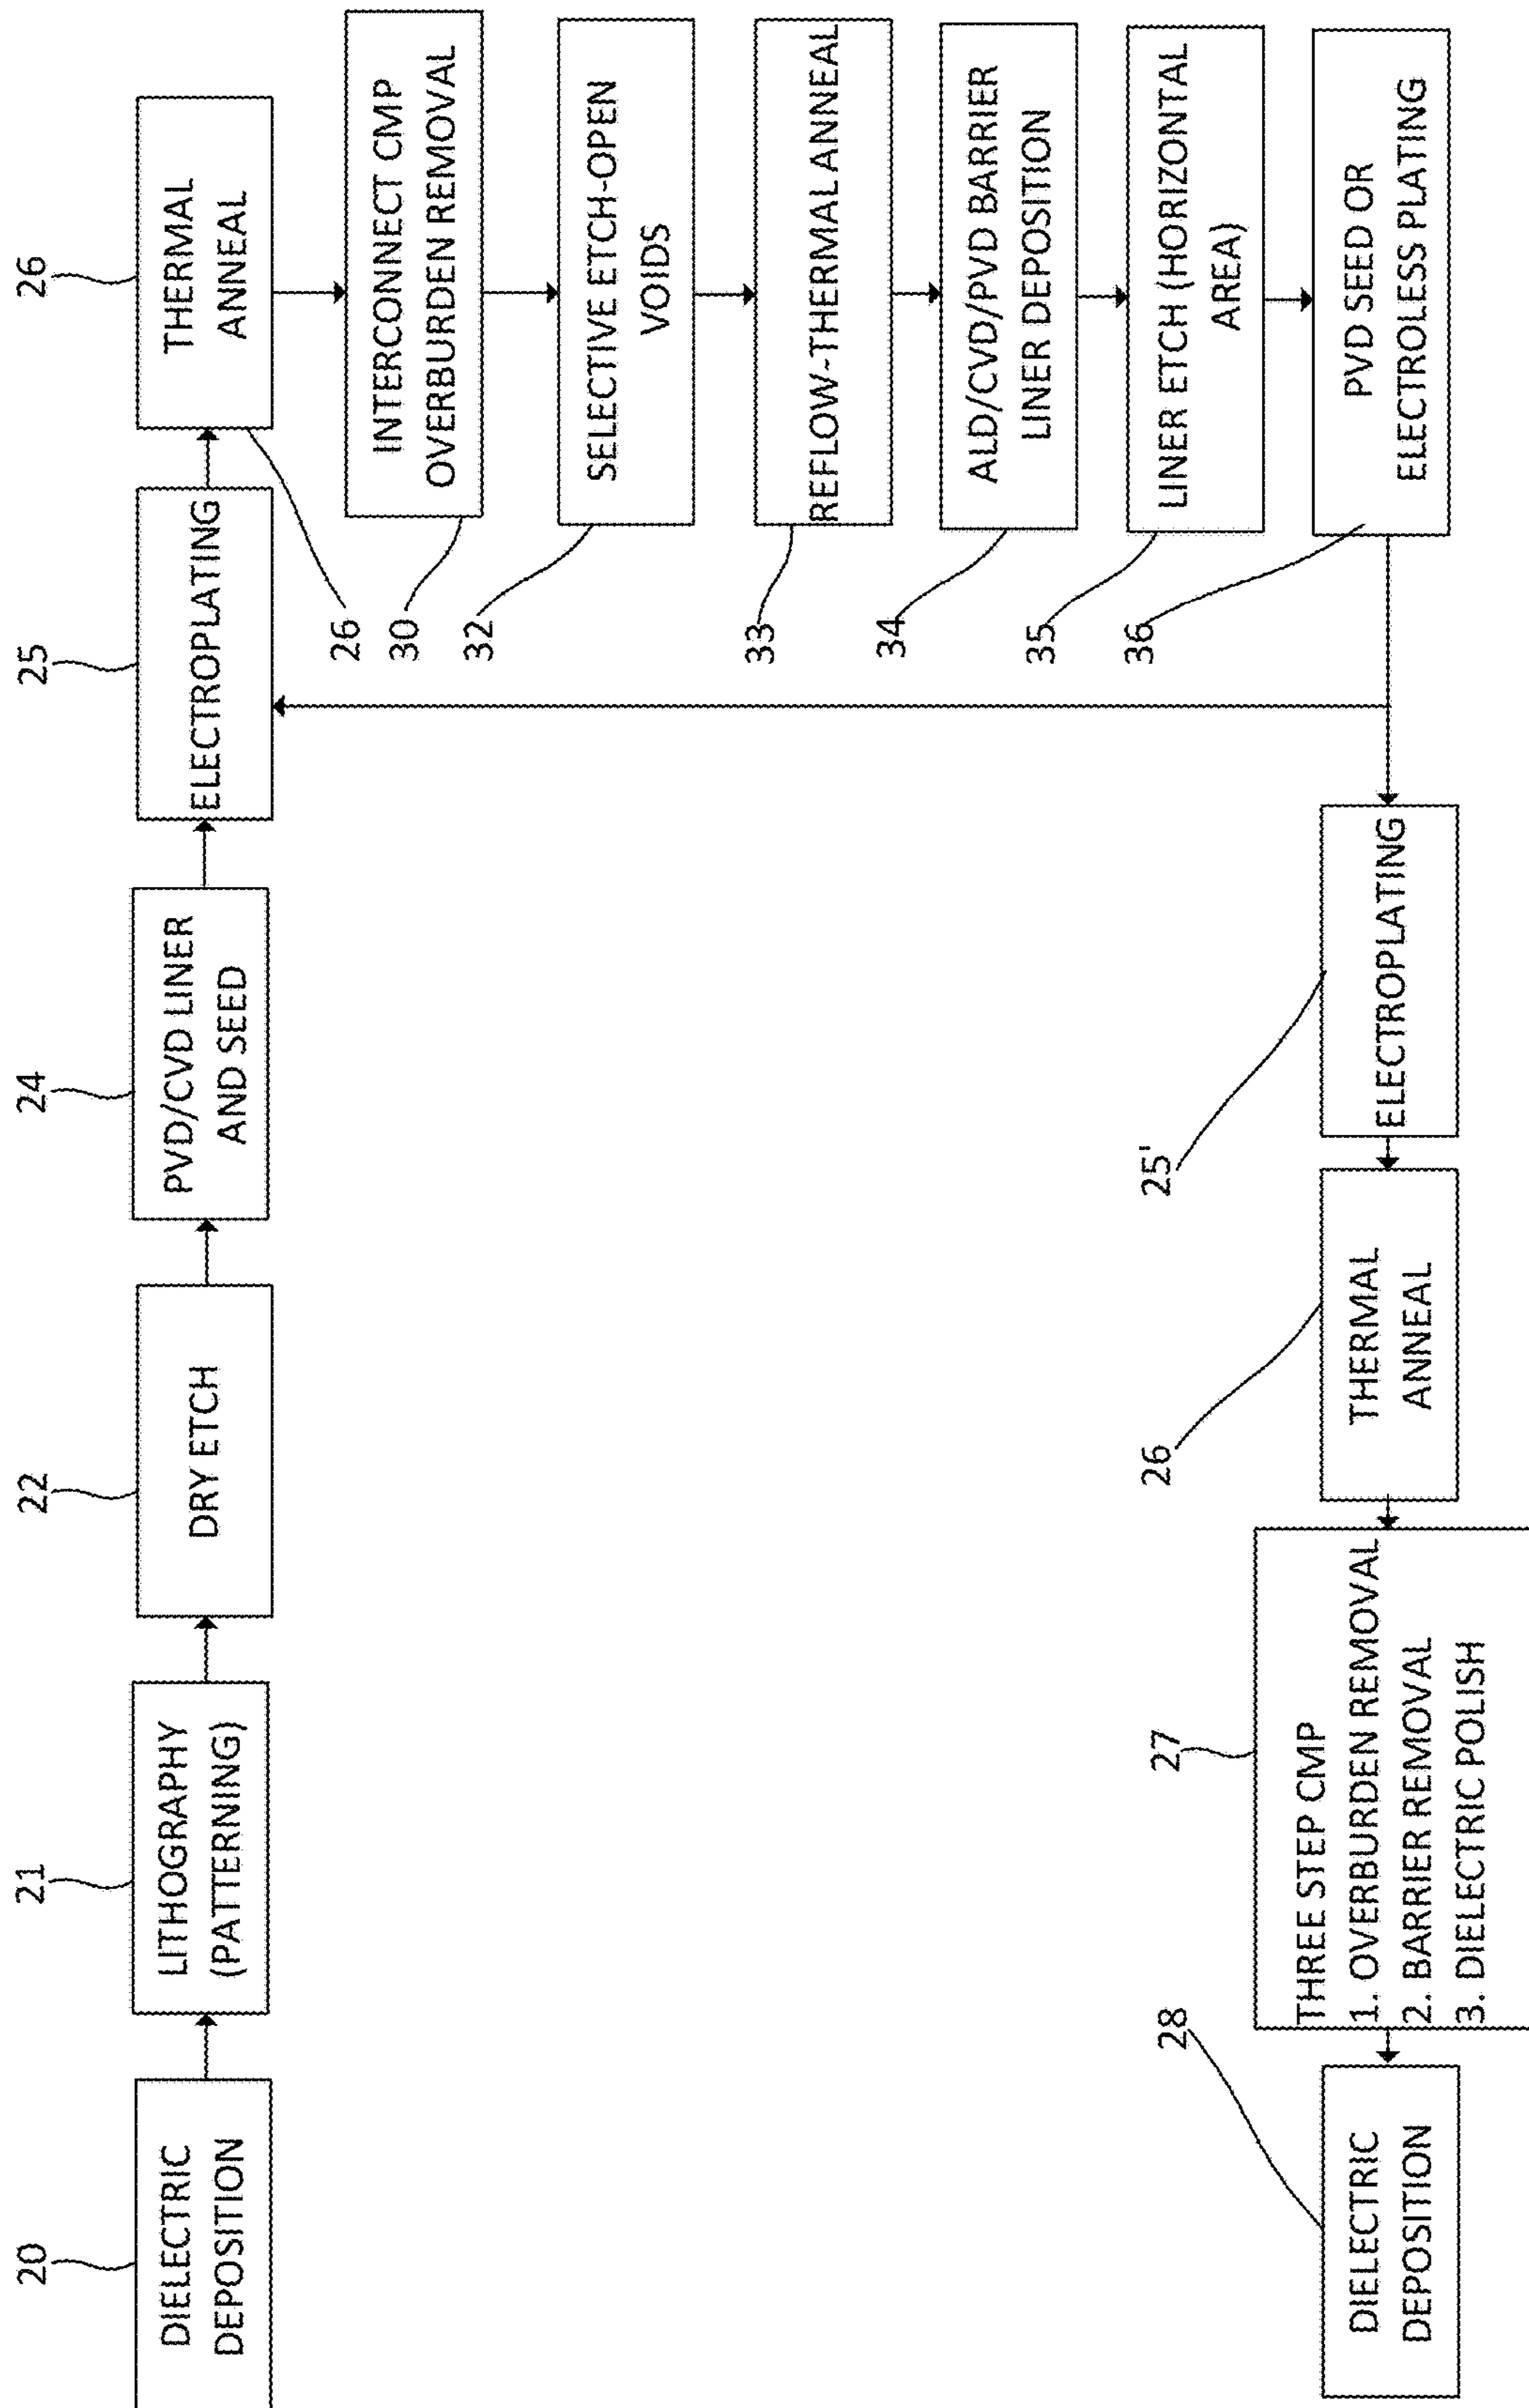 20
DIELECTRIC
DEPOSITION
21
LITHOGRAPHY
(PATTERNING)
22
DRY ETCH
24
PVD/CVD LINER
AND SEED
25
ELECTROPLATING
26
THERMAL
ANNEAL
26
30
INTERCONNECT CMP
OVERBURDEN REMOVAL
32
SELECTIVE ETCH-OPEN
VOIDS
33
REFLOW-THERMAL ANNEAL
34
ALD/CVD/PVD BARRIER
LINER DEPOSITION
35
LINER ETCH (HORIZONTAL
AREA)
36
PVD SEED OR
ELECTROLESS PLATING
25'
ELECTROPLATING
26
THERMAL
ANNEAL
27
THREE STEP CMP
1. OVERBURDEN REMOVAL
2. BARRIER REMOVAL
3. DIELECTRIC POLISH
28
DIELECTRIC
DEPOSITION